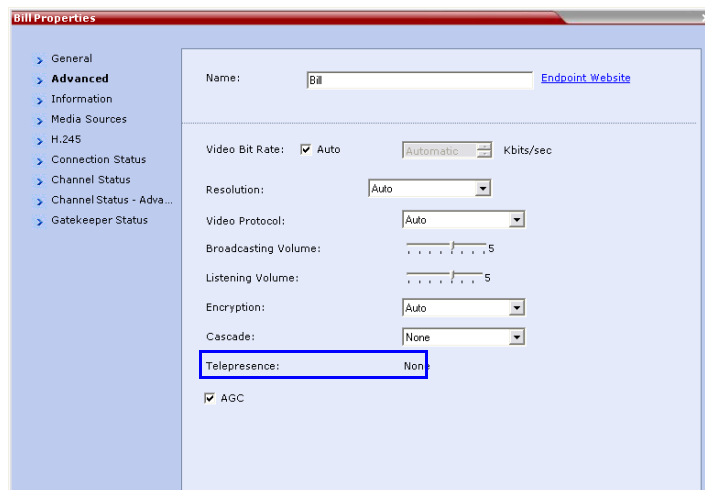 Bill Properties
General
Advanced
Information
Media Sources
H.245
Connection Status
Channel Status
Channel Status - Adva...
Gatekeeper Status
Name: Bill Endpoint Website
Video Bit Rate: Auto Automatic Kbits/sec
Resolution: Auto
Video Protocol: Auto
Broadcasting Volume: 5
Listening Volume: 5
Encryption: Auto
Cascade: None
Telepresence: None
AGC